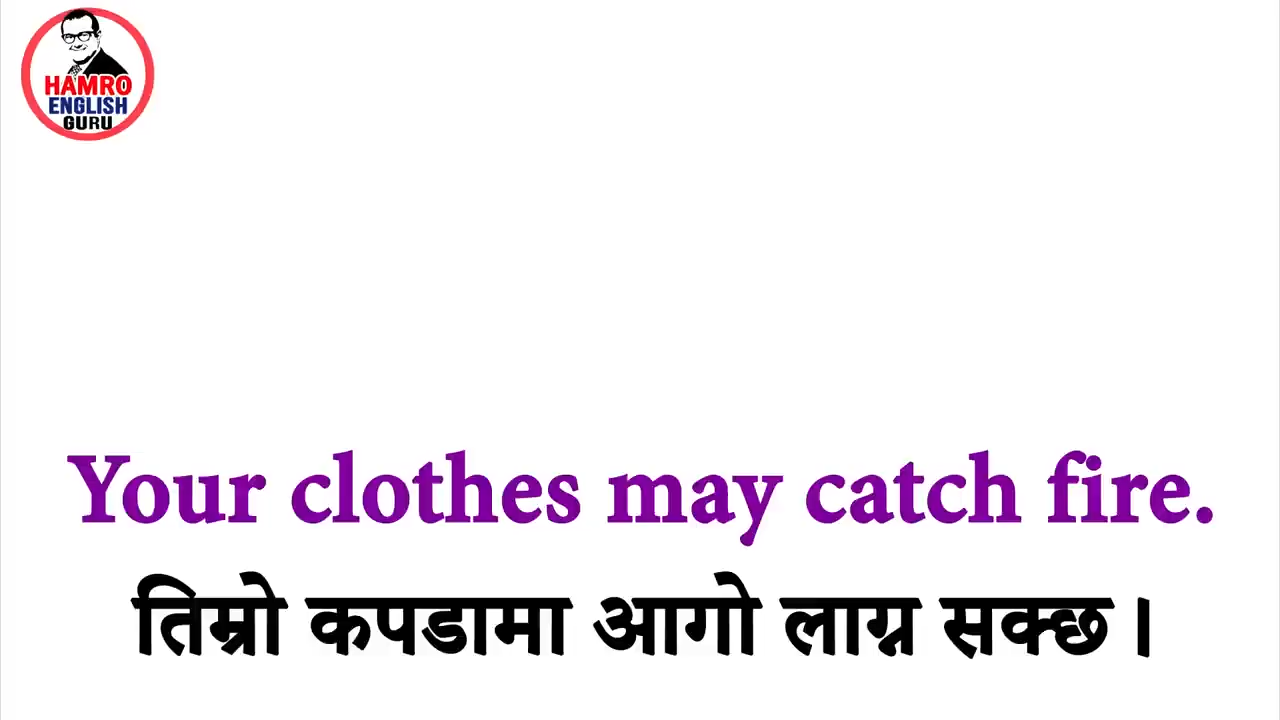 HAMRO
ENGLISH
GURU
Your clothes may catch fire.
तिम्रो कपडामा आगो लाग्न सक्छ।